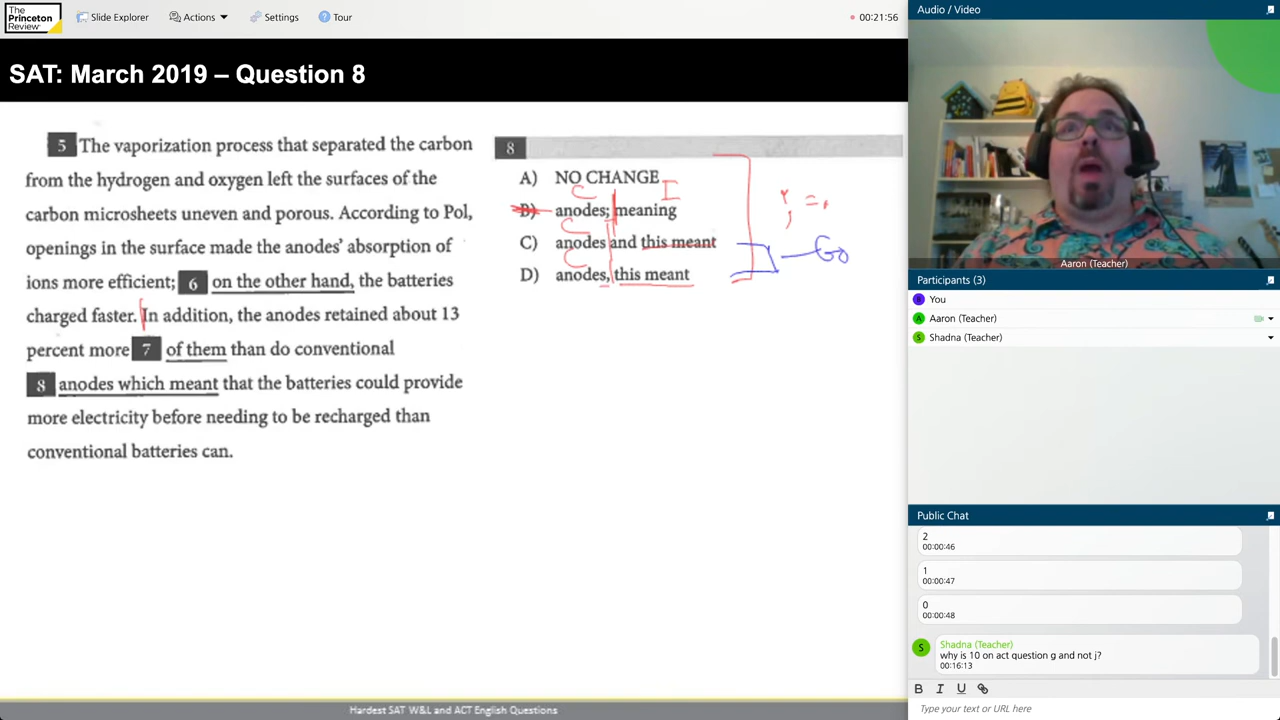 The
Princeton
Review
Slide Explorer
Actions
Settings
Tour
00:21:56
SAT: March 2019 – Question 8
5 The vaporization process that separated the carbon
from the hydrogen and oxygen left the surfaces of the
carbon microsheets uneven and porous. According to Pol,
openings in the surface made the anodes' absorption of
ions more efficient; 6 on the other hand, the batteries
charged faster. In addition, the anodes retained about 13
percent more 7 of them than do conventional
8 anodes which meant that the batteries could provide
more electricity before needing to be recharged than
conventional batteries can.
8
A) NO CHANGE
C I
B) anodes; meaning
C
C) anodes and this meant
C
D) anodes, this meant
; = .
Go
Hardest SAT W&L and ACT English Questions
Audio / Video
Aaron (Teacher)
Participants (3)
B You
A Aaron (Teacher)
S Shadna (Teacher)
Public Chat
2
00:00:46
1
00:00:47
0
00:00:48
S Shadna (Teacher)
why is 10 on act question g and not j?
00:16:13
B I U
Type your text or URL here